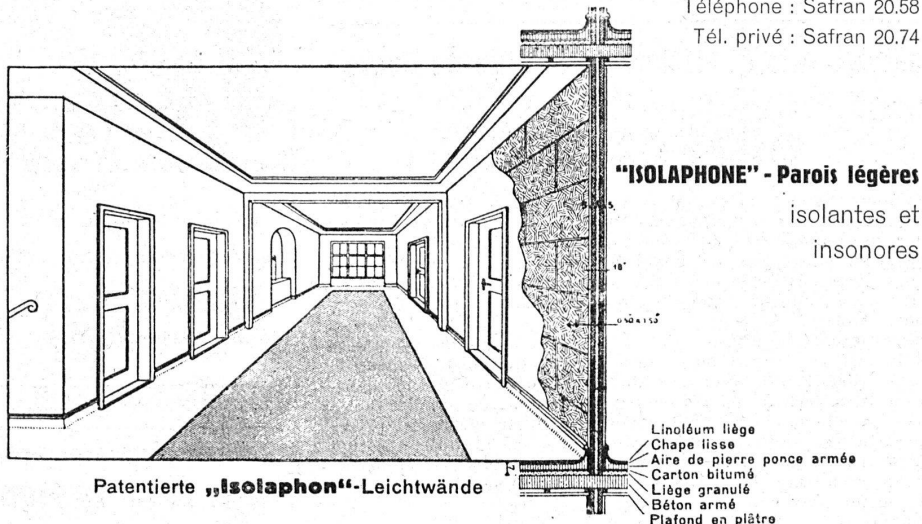 Téléphone : Safran 20.58
Tél. privé : Safran 20.74
"ISOLAPHONE" - Parois légères
isolantes et
insonores
18"
Linoléum liège
Chape lisse
Aire de pierre ponce armée
Carton bitumé
Liège granulé
Béton armé
Plafond en plâtre
Patentierte „Isolaphon“-Leichtwände